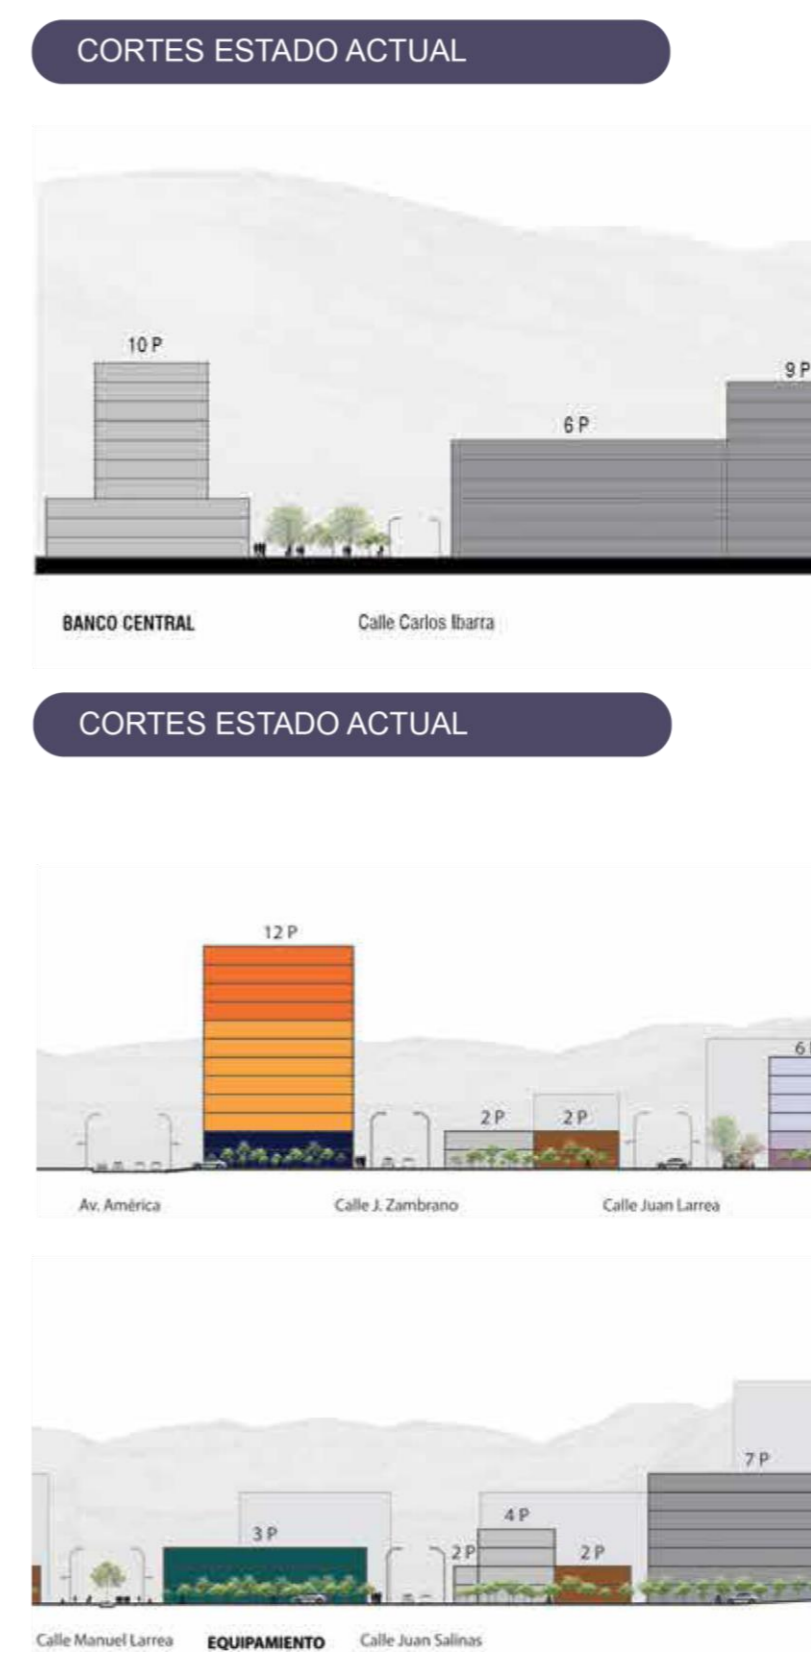 CORTES ESTADO ACTUAL
10 P
9 P
6 P
BANCO CENTRAL
Calle Carlos Ibarra
CORTES ESTADO ACTUAL
12 P
6
2 P
2 P
Av. América
Calle J. Zambrano
Calle Juan Larrea
7 P
4 P
3 P
2 P
2 P
Calle Manuel Larrea
EQUIPAMIENTO
Calle Juan Salinas